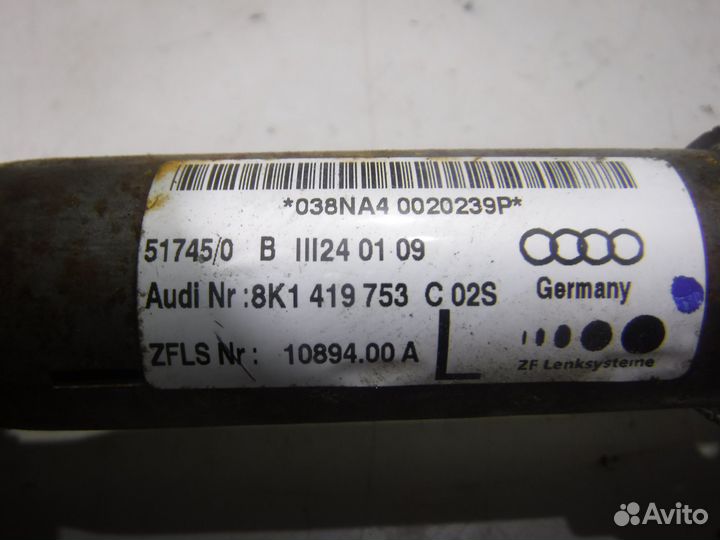 *038NA4 0020239P*
51745/0 B III24 01 09
Audi Nr :8K1 419 753 C 02S
Germany
ZFLS Nr : 10894.00 A
L
ZF Lenksysteme
Avito